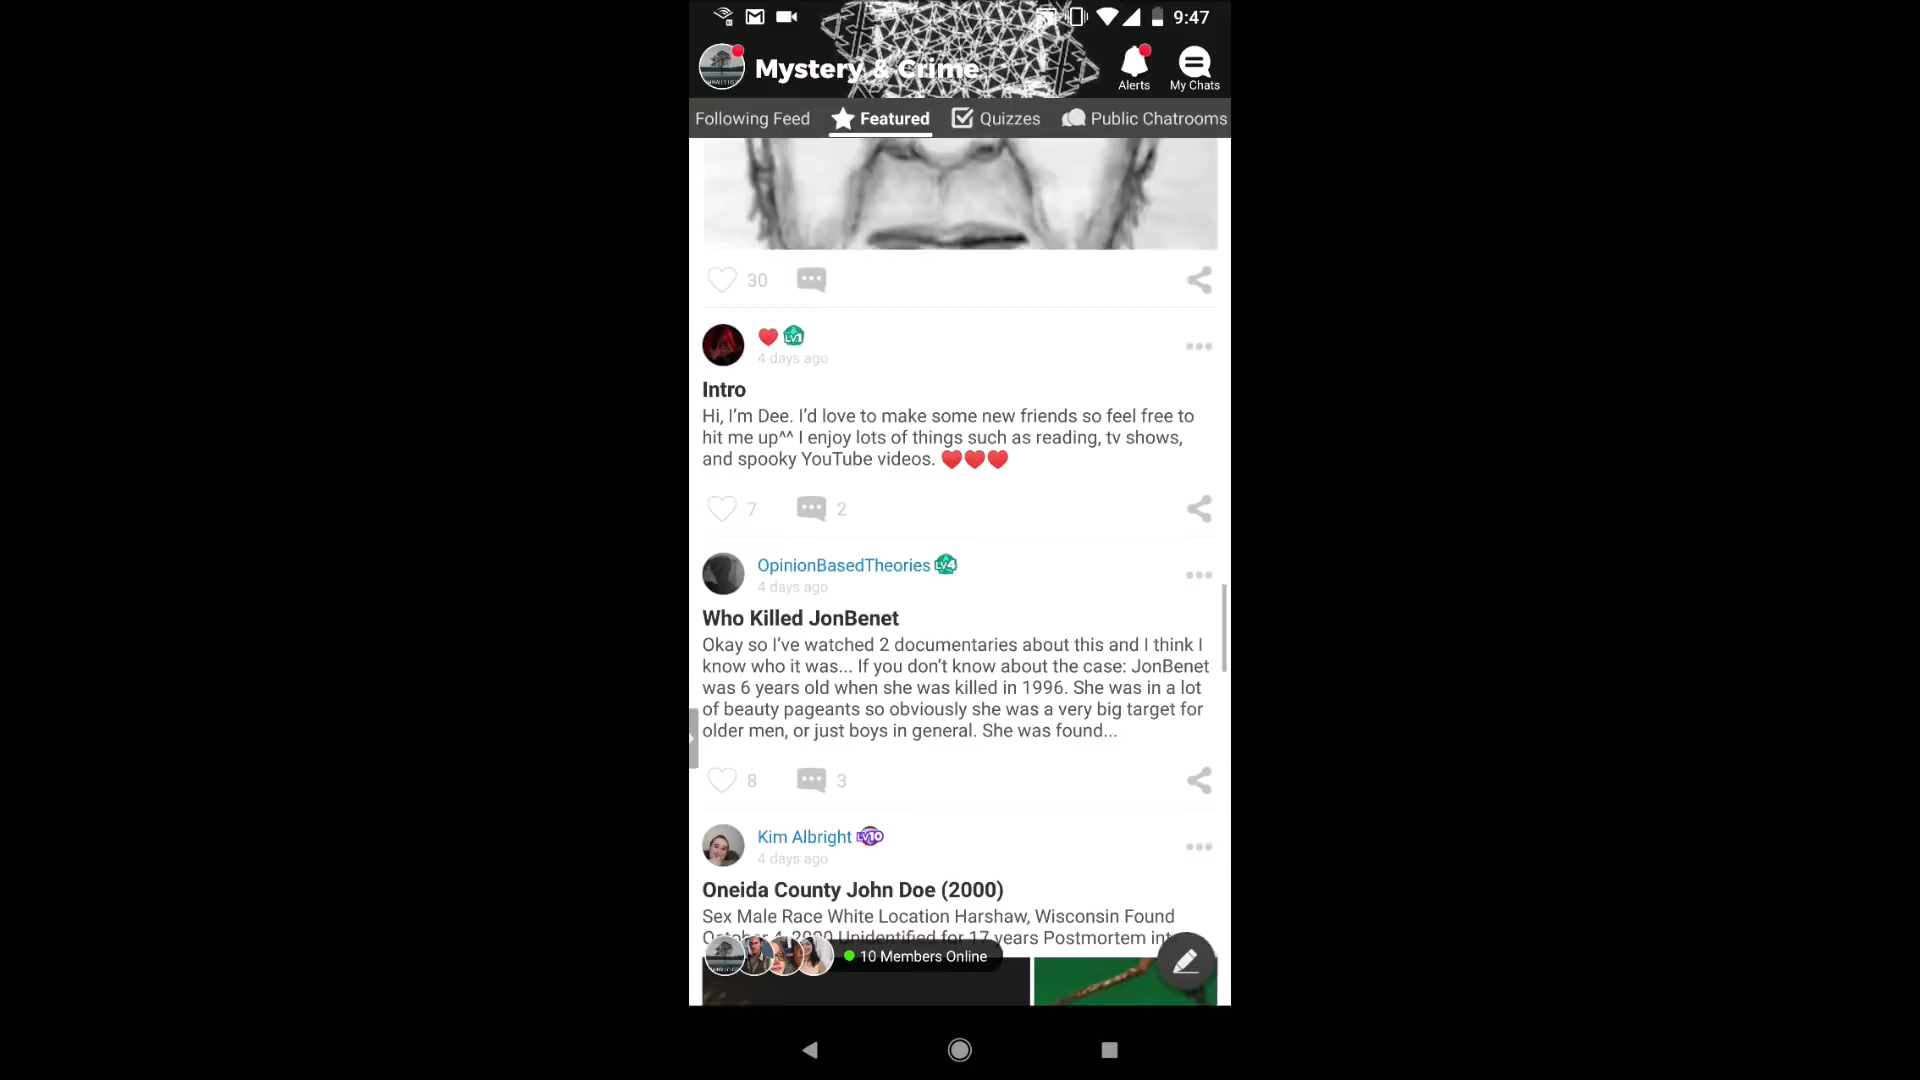 9:47
Mystery & Crime
Alerts
My Chats
Following Feed
Featured
Quizzes
Public Chatrooms
30
LV1
4 days ago
Intro
Hi, I’m Dee. I’d love to make some new friends so feel free to
hit me up^^ I enjoy lots of things such as reading, tv shows,
and spooky YouTube videos. ❤️❤️❤️
7
2
OpinionBasedTheories LV4
4 days ago
Who Killed JonBenet
Okay so I’ve watched 2 documentaries about this and I think I
know who it was... If you don’t know about the case: JonBenet
was 6 years old when she was killed in 1996. She was in a lot
of beauty pageants so obviously she was a very big target for
older men, or just boys in general. She was found...
8
3
Kim Albright LV10
4 days ago
Oneida County John Doe (2000)
Sex Male Race White Location Harshaw, Wisconsin Found
October 4, 2000 Unidentified for 17 years Postmortem int
10 Members Online